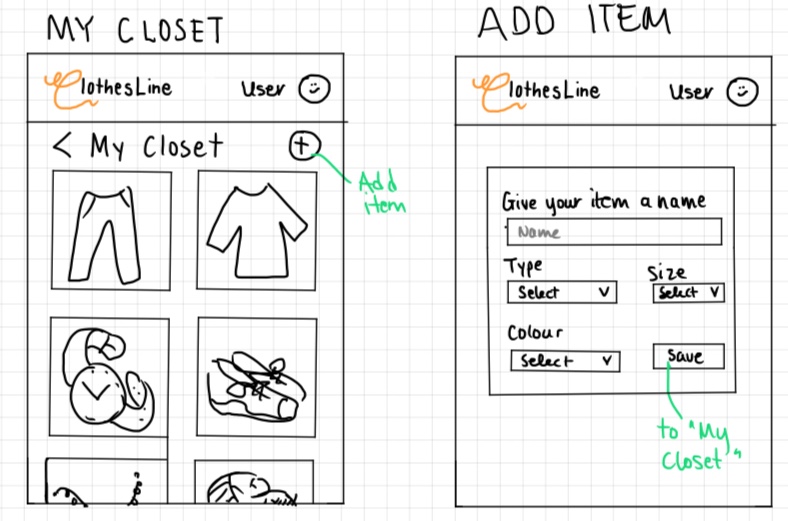 MY CLOSET
ClothesLine User
< My Closet +
Add
item
ADD ITEM
ClothesLine User
Give your item a name
Name
Type
Size
Select
Select
Colour
Select
Save
to "My
Closet"